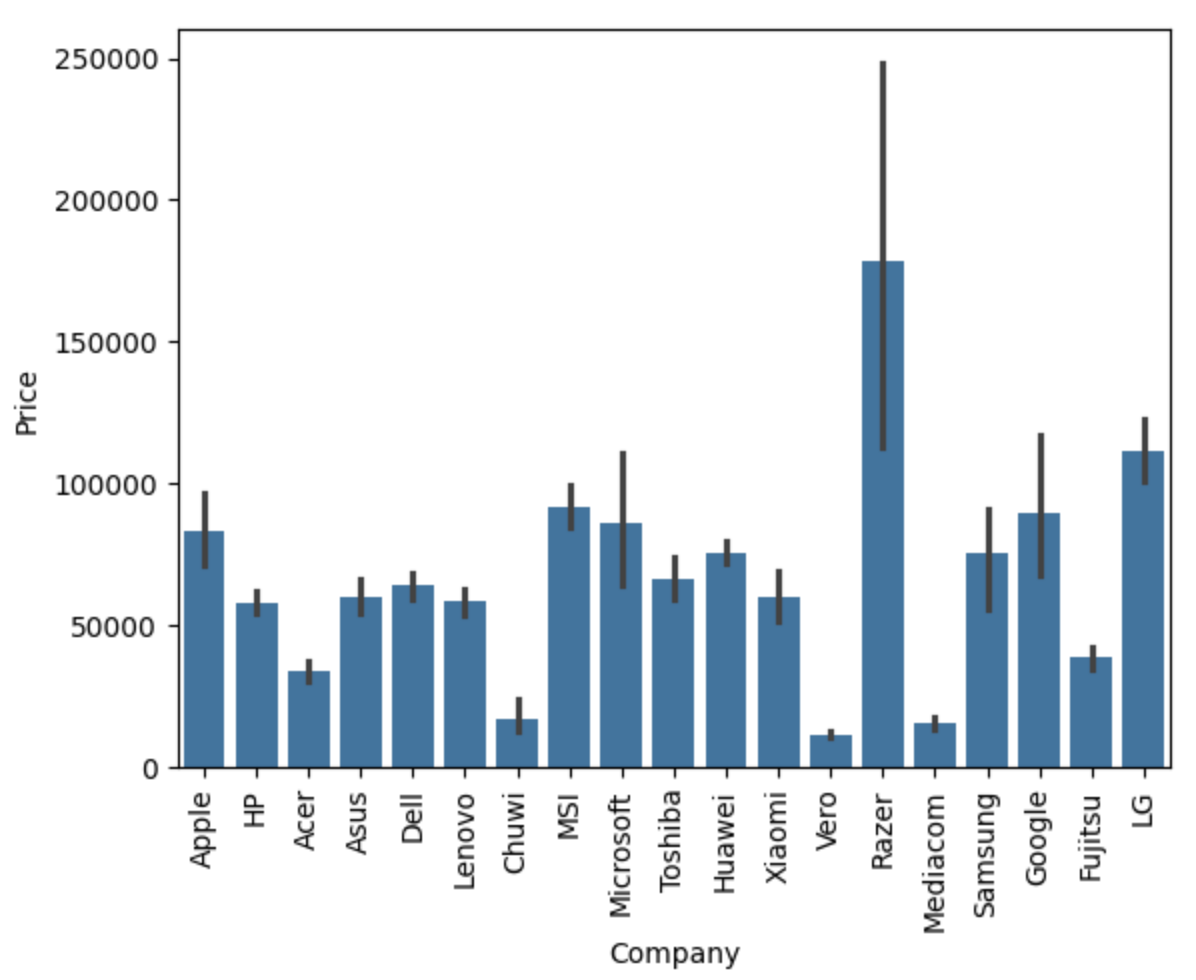 250000
200000
150000
100000
50000
0
Price
Apple
HP
Acer
Asus
Dell
Lenovo
Chuwi
MSI
Microsoft
Toshiba
Huawei
Xiaomi
Vero
Razer
Mediacom
Samsung
Google
Fujitsu
LG
Company